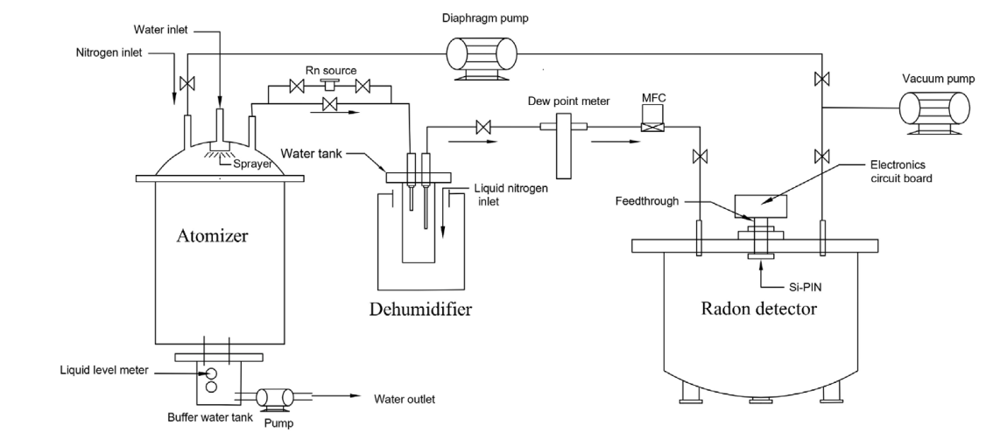 Diaphragm pump
Water inlet
Nitrogen inlet
Rn source
Vacuum pump
Dew point meter
MFC
Water tank
Sprayer
Electronics
circuit board
Liquid nitrogen
inlet
Feedthrough
Atomizer
Si-PIN
Dehumidifier
Radon detector
Liquid level meter
Water outlet
Buffer water tank
Pump